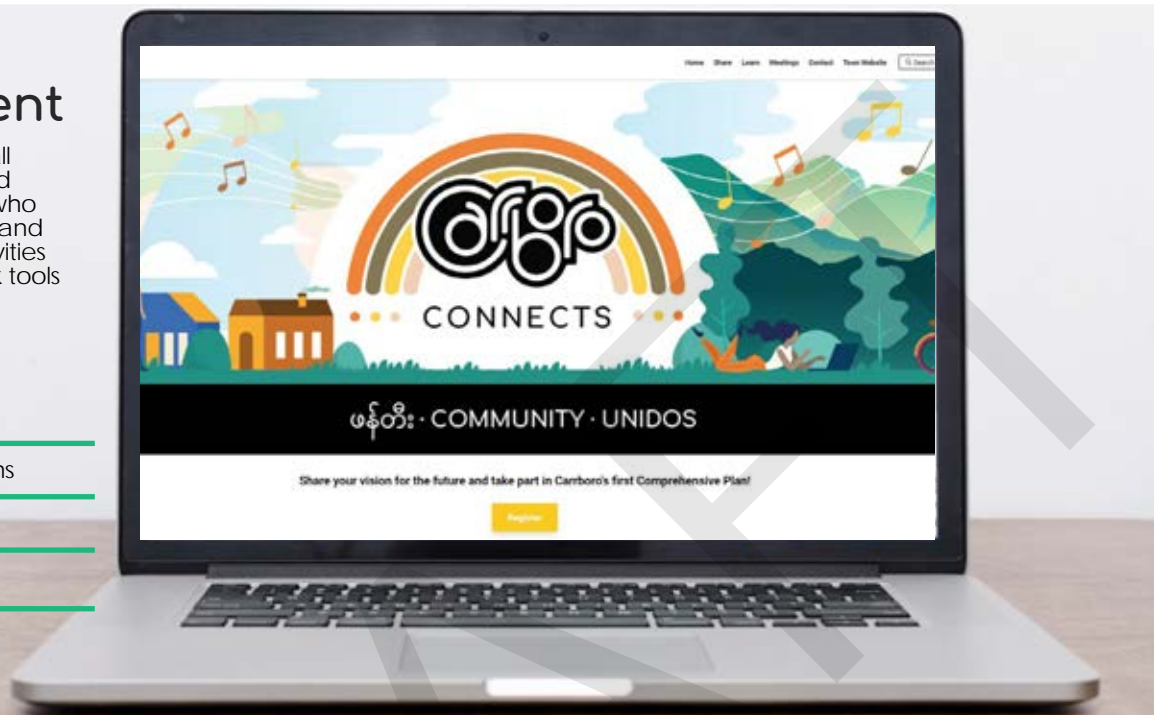 ent
ll
d
who
and
vities
k tools
ns
Home Share Learn Meetings Contact Town Website Search
Carrboro
CONNECTS
ဖန်တီး · COMMUNITY · UNIDOS
Share your vision for the future and take part in Carrboro's first Comprehensive Plan!
Register